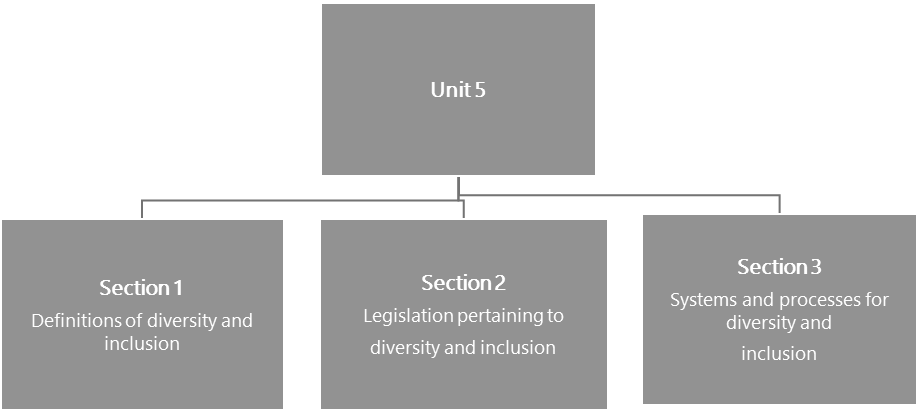 Unit 5
Section 1
Definitions of diversity and
inclusion
Section 2
Legislation pertaining to
diversity and inclusion
Section 3
Systems and processes for
diversity and
inclusion